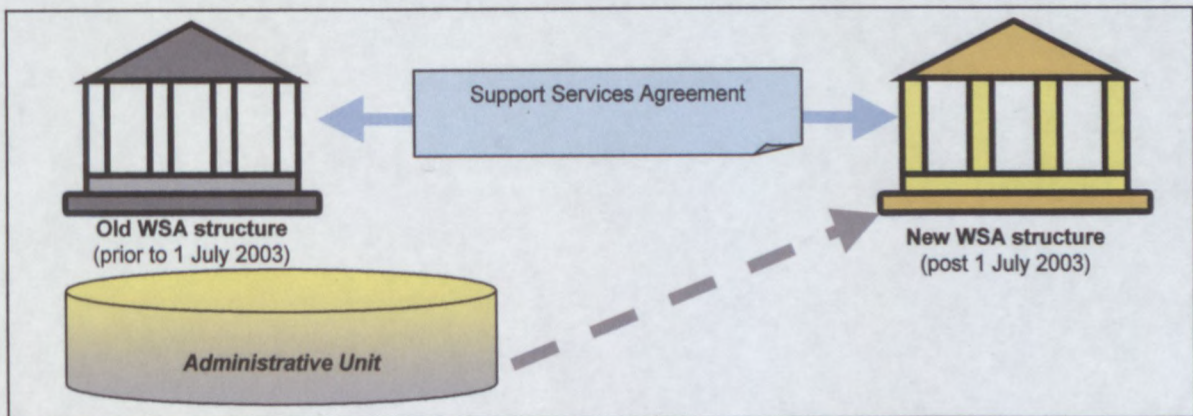 Support Services Agreement
Old WSA structure
(prior to 1 July 2003)
New WSA structure
(post 1 July 2003)
Administrative Unit